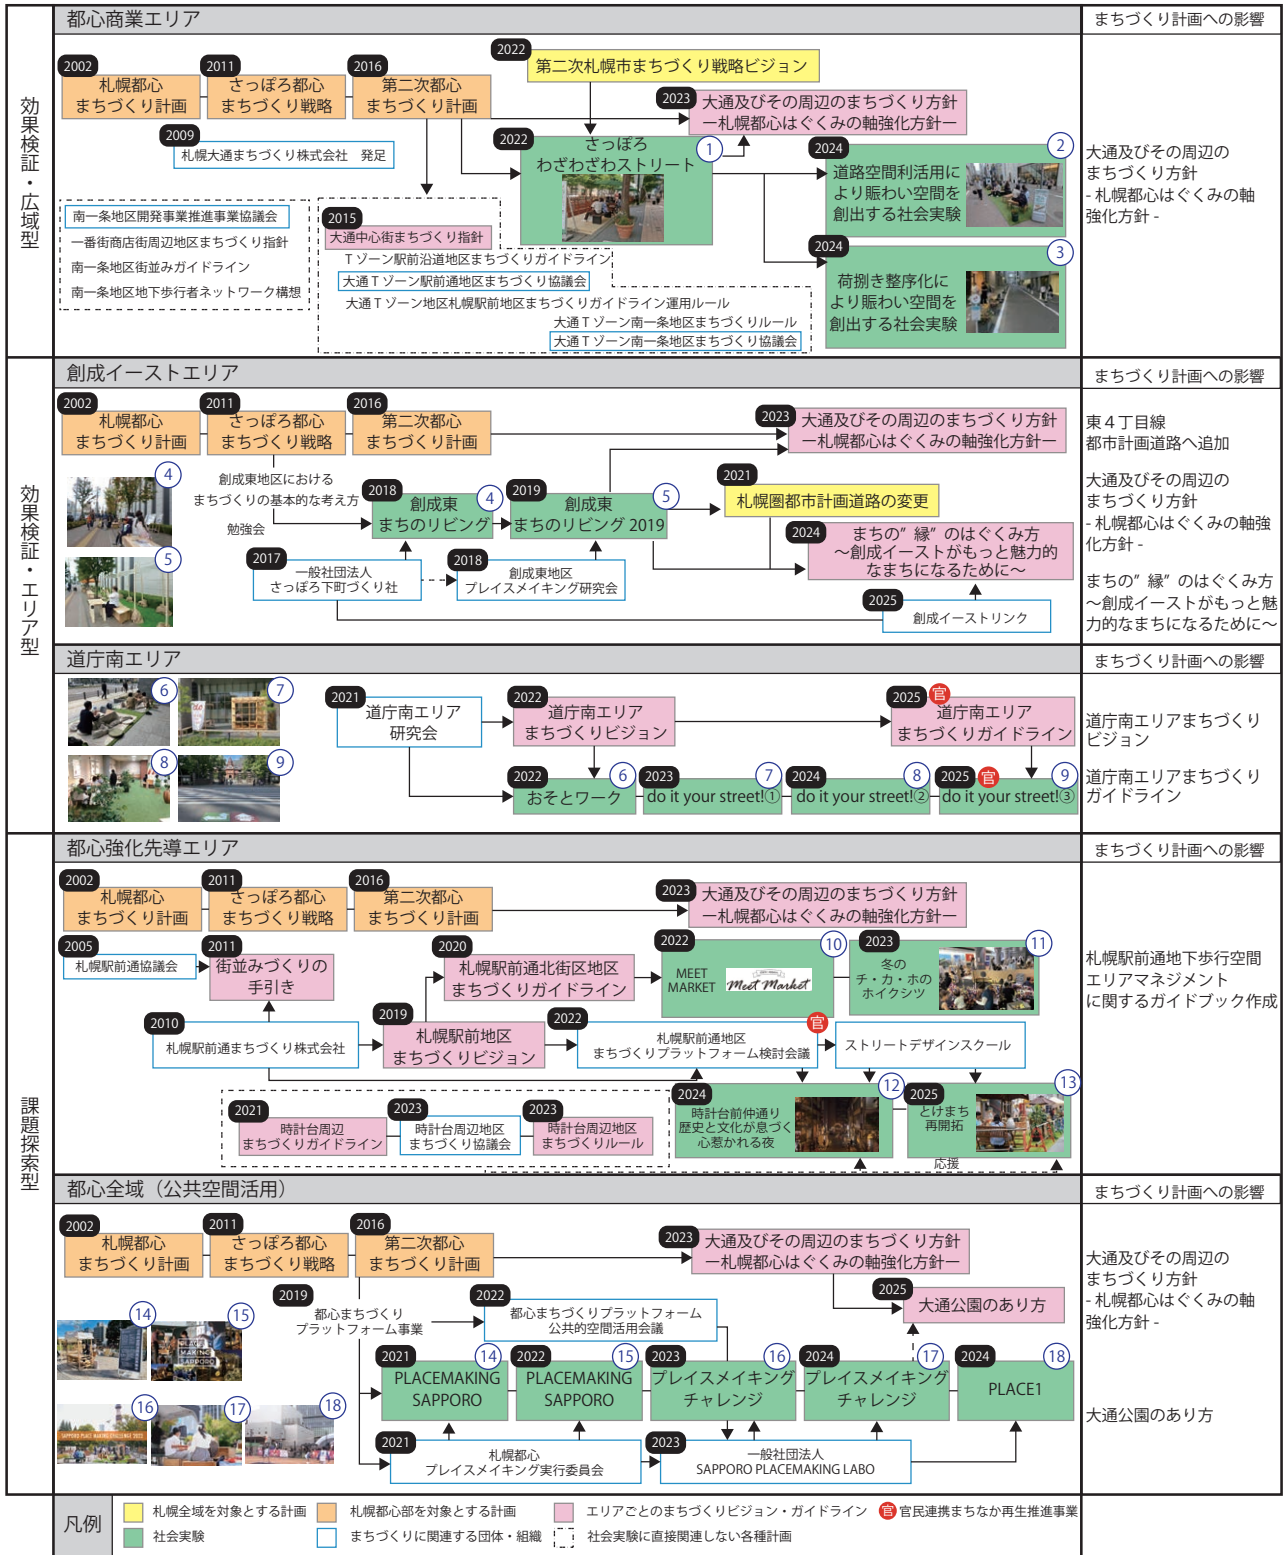 都心商業エリア
まちづくり計画への影響
効果検証・広域型
2002
札幌都心
まちづくり計画
2011
さっぽろ都心
まちづくり戦略
2016
第二次都心
まちづくり計画
2022
第二次札幌市まちづくり戦略ビジョン
2023
大通及びその周辺のまちづくり方針
ー札幌都心はぐくみの軸強化方針ー
2009
札幌大通まちづくり株式会社 発足
2022
さっぽろ
わざわざわストリート
1
2024
2
道路空間利活用に
より賑わい空間を
創出する社会実験
2024
3
荷捌き整序化に
より賑わい空間を
創出する社会実験
南一条地区開発事業推進事業協議会
一番街商店街周辺地区まちづくり指針
南一条地区街並みガイドライン
南一条地区地下歩行者ネットワーク構想
2015
大通中心街まちづくり指針
Tゾーン駅前沿道地区まちづくりガイドライン
大通Tゾーン駅前通地区まちづくり協議会
大通Tゾーン地区札幌駅前地区まちづくりガイドライン運用ルール
大通Tゾーン南一条地区まちづくりルール
大通Tゾーン南一条地区まちづくり協議会
大通及びその周辺の
まちづくり方針
- 札幌都心はぐくみの軸
強化方針 -
創成イーストエリア
まちづくり計画への影響
効果検証・エリア型
2002
札幌都心
まちづくり計画
2011
さっぽろ都心
まちづくり戦略
2016
第二次都心
まちづくり計画
2023
大通及びその周辺のまちづくり方針
ー札幌都心はぐくみの軸強化方針ー
4
5
創成東地区における
まちづくりの基本的な考え方
勉強会
2018
創成東
まちのリビング
4
2019
創成東
まちのリビング 2019
5
2021
札幌圏都市計画道路の変更
2024
まちの”縁”のはぐくみ方
～創成イーストがもっと魅力的
なまちになるために～
2017
一般社団法人
さっぽろ下町づくり社
2018
創成東地区
プレイスメイキング研究会
2025
創成イーストリンク
東４丁目線
都市計画道路へ追加
大通及びその周辺の
まちづくり方針
- 札幌都心はぐくみの軸強
化方針 -
まちの”縁”のはぐくみ方
～創成イーストがもっと魅
力的なまちになるために～
道庁南エリア
まちづくり計画への影響
6
7
8
9
2021
道庁南エリア
研究会
2022
道庁南エリア
まちづくりビジョン
2025
官
道庁南エリア
まちづくりガイドライン
2022
おそとワーク
6
2023
do it your street!①
7
2024
do it your street!②
8
2025
官
do it your street!③
9
道庁南エリアまちづくり
ビジョン
道庁南エリアまちづくり
ガイドライン
都心強化先導エリア
まちづくり計画への影響
課題探索型
2002
札幌都心
まちづくり計画
2011
さっぽろ都心
まちづくり戦略
2016
第二次都心
まちづくり計画
2023
大通及びその周辺のまちづくり方針
ー札幌都心はぐくみの軸強化方針ー
2005
札幌駅前通協議会
2011
街並みづくりの
手引き
2020
札幌駅前通北街区地区
まちづくりガイドライン
2022
MEET
MARKET
Meet Market
10
2023
冬の
チ・カ・ホの
ホイクシツ
11
2010
札幌駅前通まちづくり株式会社
2019
札幌駅前地区
まちづくりビジョン
2022
官
札幌駅前通地区
まちづくりプラットフォーム検討会議
ストリートデザインスクール
2021
時計台周辺
まちづくりガイドライン
2023
時計台周辺地区
まちづくり協議会
2023
時計台周辺地区
まちづくりルール
2024
時計台前仲通り
歴史と文化が息づく
心惹かれる夜
12
2025
とけまち
再開拓
13
応援
札幌駅前通地下歩行空間
エリアマネジメント
に関するガイドブック作成
都心全域（公共空間活用）
まちづくり計画への影響
2002
札幌都心
まちづくり計画
2011
さっぽろ都心
まちづくり戦略
2016
第二次都心
まちづくり計画
2023
大通及びその周辺のまちづくり方針
ー札幌都心はぐくみの軸強化方針ー
2025
大通公園のあり方
2019
都心まちづくり
プラットフォーム事業
2022
都心まちづくりプラットフォーム
公共的空間活用会議
14
15
PLACE
MAKING
SAPPORO
16
SAPPORO PLACE MAKING CHALLENGE 2023
17
18
2021
PLACEMAKING
SAPPORO
14
2022
PLACEMAKING
SAPPORO
15
2023
プレイスメイキング
チャレンジ
16
2024
プレイスメイキング
チャレンジ
17
2024
PLACE1
18
2021
札幌都心
プレイスメイキング実行委員会
2023
一般社団法人
SAPPORO PLACEMAKING LABO
大通及びその周辺の
まちづくり方針
- 札幌都心はぐくみの軸
強化方針 -
大通公園のあり方
凡例
札幌全域を対象とする計画
札幌都心部を対象とする計画
エリアごとのまちづくりビジョン・ガイドライン
官
官民連携まちなか再生推進事業
社会実験
まちづくりに関連する団体・組織
社会実験に直接関連しない各種計画